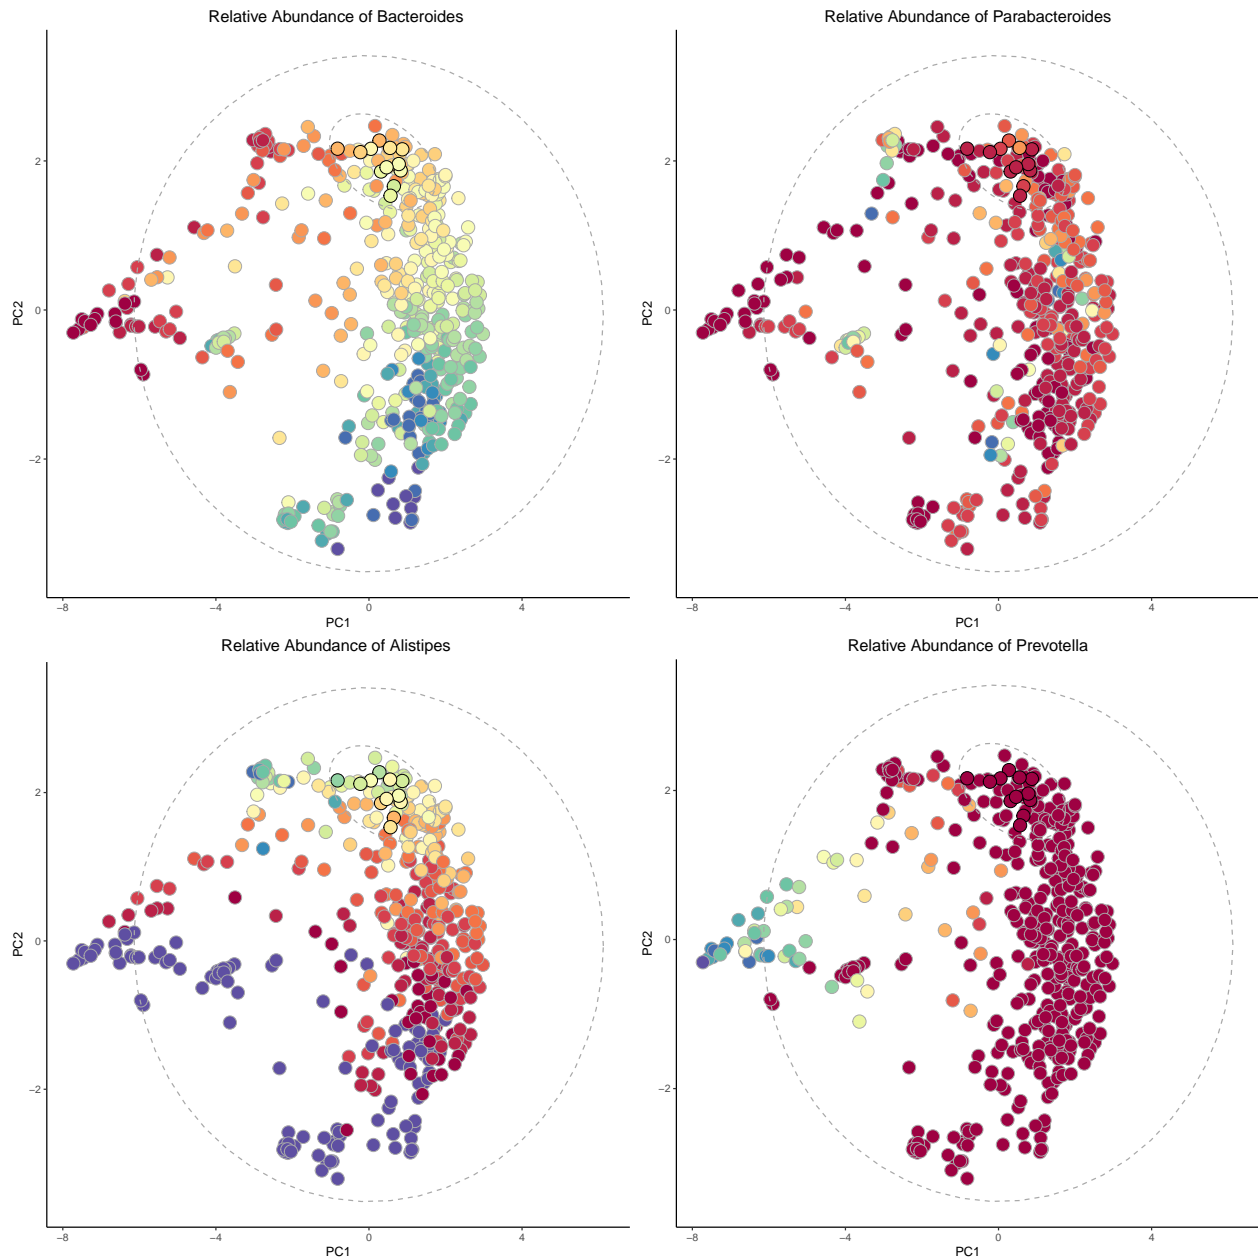 Relative Abundance of Bacteroides
PC2
2
0
−2
−8
−4
0
4
PC1
Relative Abundance of Parabacteroides
PC2
2
0
−2
−8
−4
0
4
PC1
Relative Abundance of Alistipes
PC2
2
0
−2
−8
−4
0
4
PC1
Relative Abundance of Prevotella
PC2
2
0
−2
−8
−4
0
4
PC1